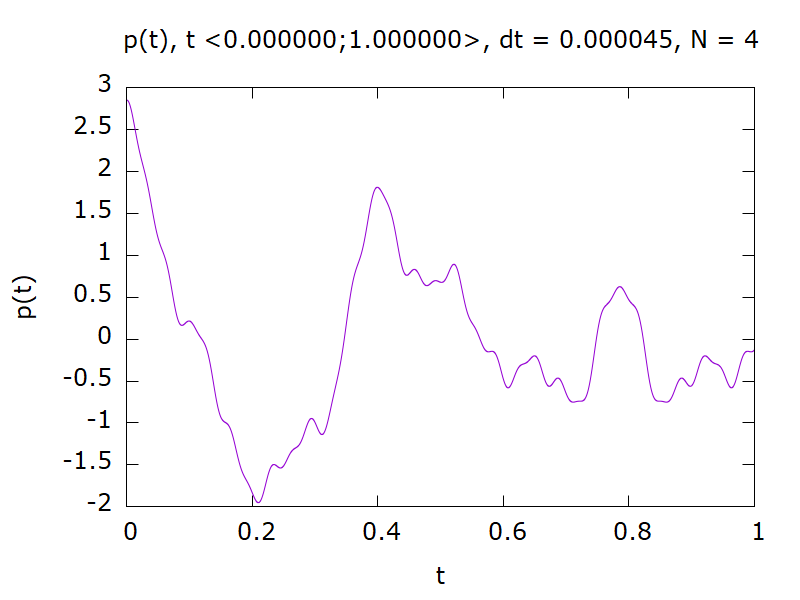 p(t), t <0.000000;1.000000>, dt = 0.000045, N = 4
3
2.5
2
1.5
1
0.5
0
-0.5
-1
-1.5
-2
p(t)
0 0.2 0.4 0.6 0.8 1
t